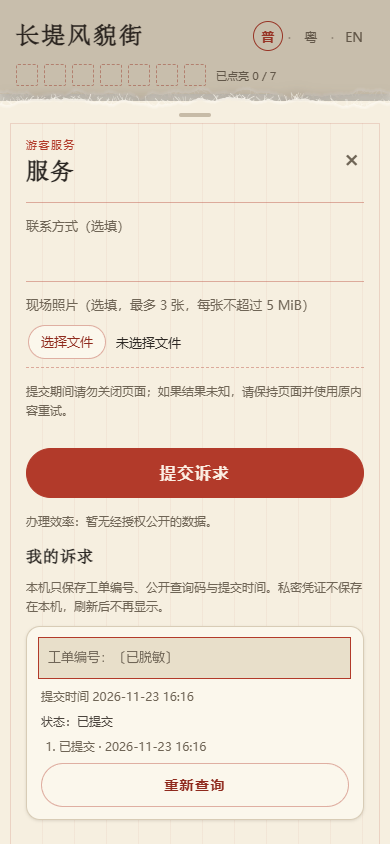 长堤风貌街
普 · 粤 · EN
已点亮 0 / 7
游客服务
服务
×
联系方式（选填）
现场照片（选填，最多 3 张，每张不超过 5 MiB）
选择文件 未选择文件
提交期间请勿关闭页面；如果结果未知，请保持页面并使用原内
容重试。
提交诉求
办理效率：暂无经授权公开的数据。
我的诉求
本机只保存工单编号、公开查询码与提交时间。私密凭证不保存
在本机，刷新后不再显示。
工单编号：〔已脱敏〕
提交时间 2026-11-23 16:16
状态：已提交
1. 已提交 · 2026-11-23 16:16
重新查询